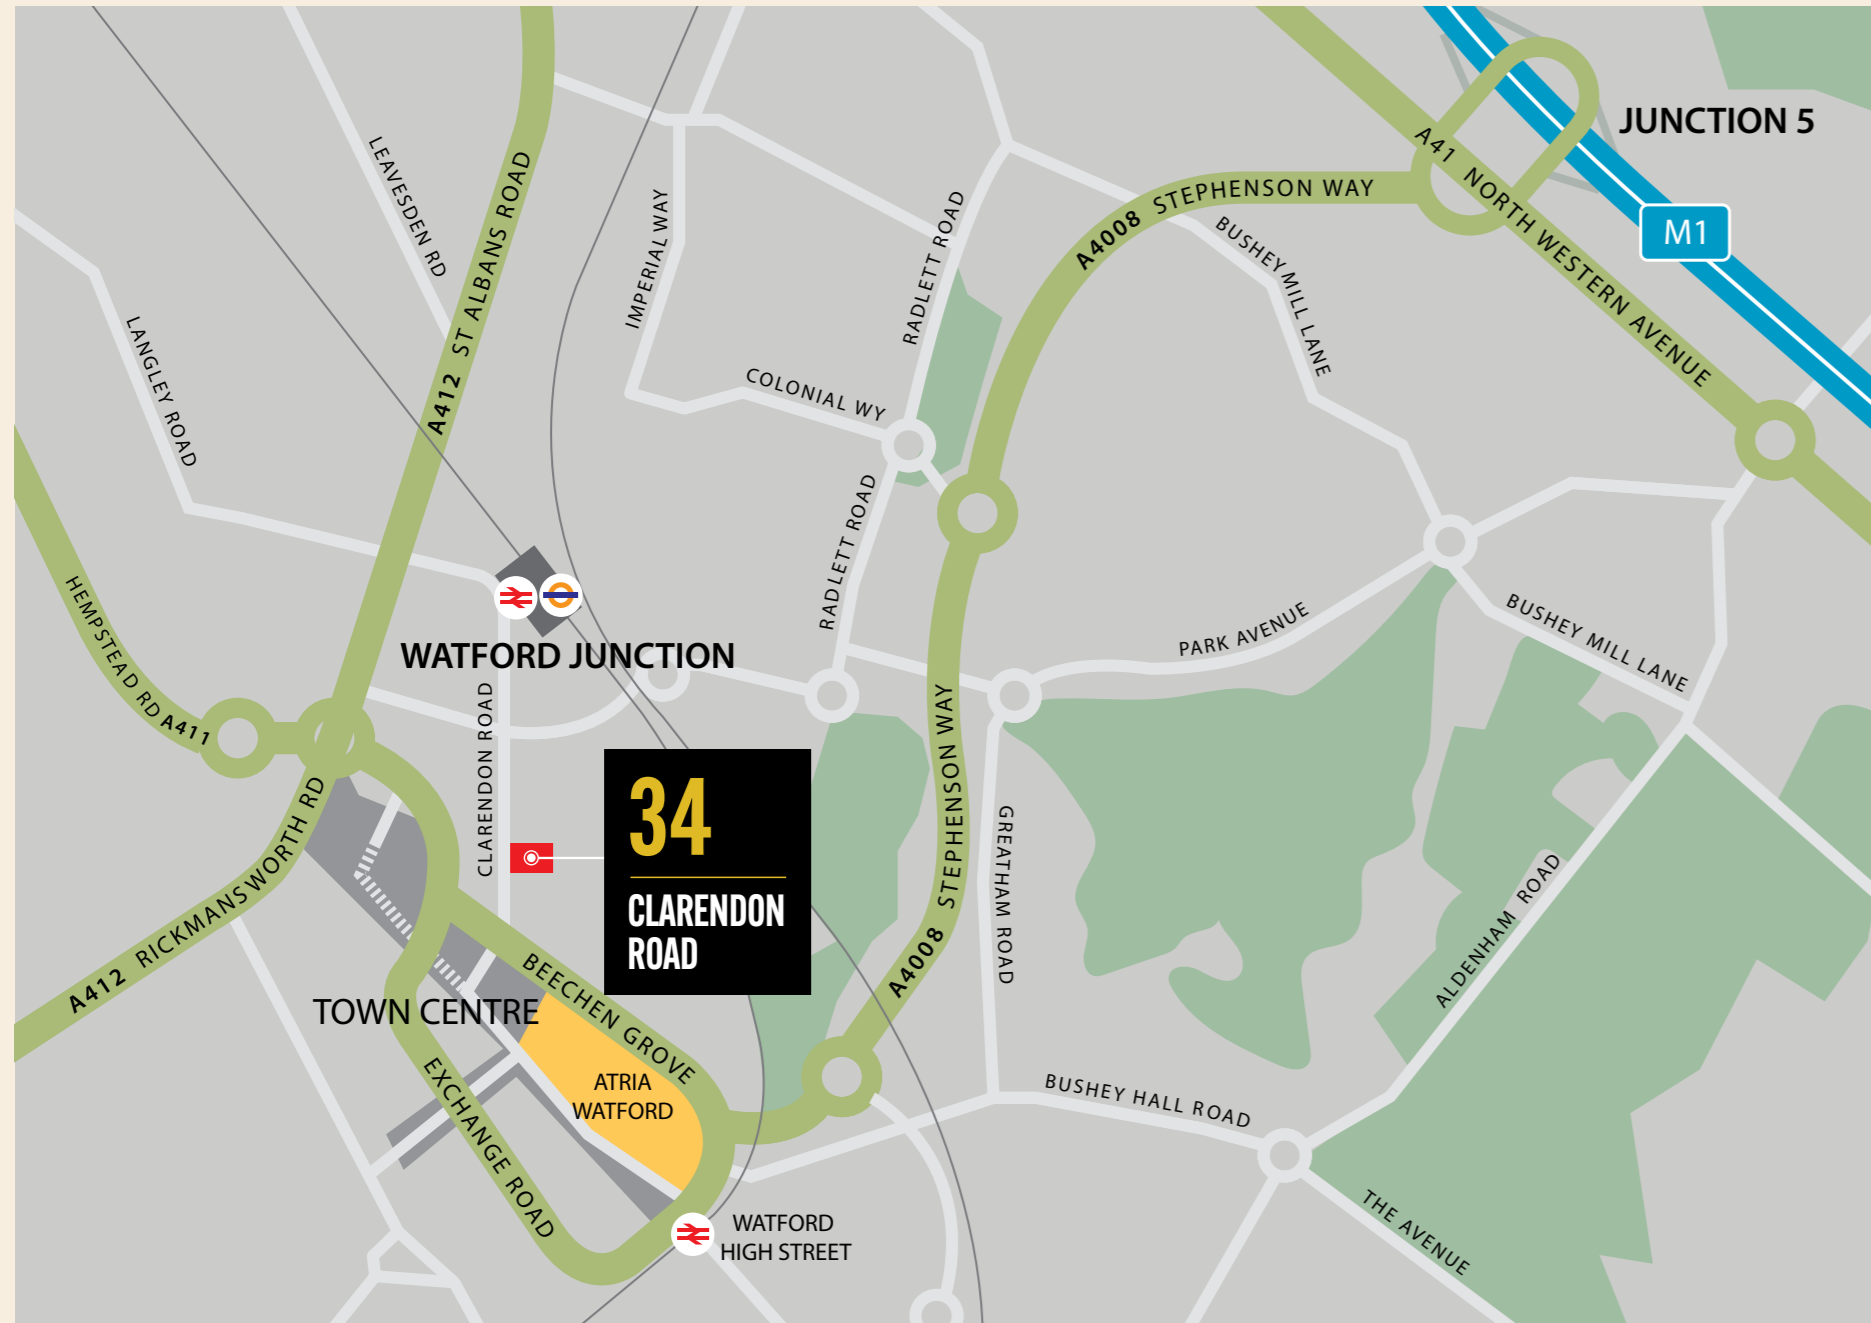 JUNCTION 5
M1
A41 NORTH WESTERN AVENUE
A4008 STEPHENSON WAY
BUSHEY MILL LANE
LEAVESDEN RD
A412 ST ALBANS ROAD
IMPERIAL WAY
RADLETT ROAD
LANGLEY ROAD
COLONIAL WY
RADLETT ROAD
HEMPSTEAD RD A411
WATFORD JUNCTION
PARK AVENUE
BUSHEY MILL LANE
CLARENDON ROAD
34
CLARENDON
ROAD
A4008 STEPHENSON WAY
GREATHAM ROAD
ALDENHAM ROAD
A412 RICKMANSWORTH RD
TOWN CENTRE
BEECHEN GROVE
ATRIA
WATFORD
EXCHANGE ROAD
BUSHEY HALL ROAD
THE AVENUE
WATFORD
HIGH STREET